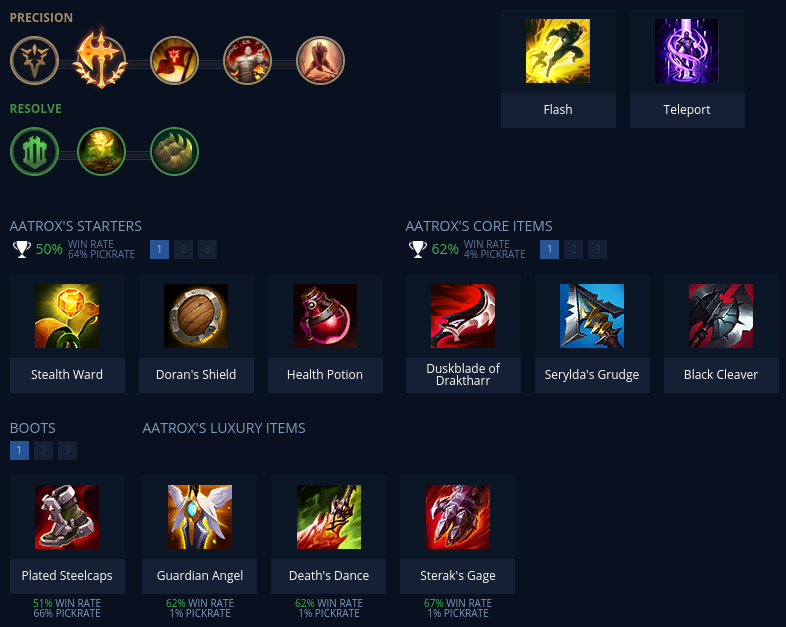 PRECISION
RESOLVE
Flash
Teleport
AATROX'S STARTERS
50% WIN RATE
64% PICKRATE
1 2 3
Stealth Ward
Doran's Shield
Health Potion
AATROX'S CORE ITEMS
62% WIN RATE
4% PICKRATE
1 2 3
Duskblade of
Draktharr
Serylda's Grudge
Black Cleaver
BOOTS
1 2 3
Plated Steelcaps
51% WIN RATE
66% PICKRATE
AATROX'S LUXURY ITEMS
Guardian Angel
62% WIN RATE
1% PICKRATE
Death's Dance
62% WIN RATE
1% PICKRATE
Sterak's Gage
67% WIN RATE
1% PICKRATE